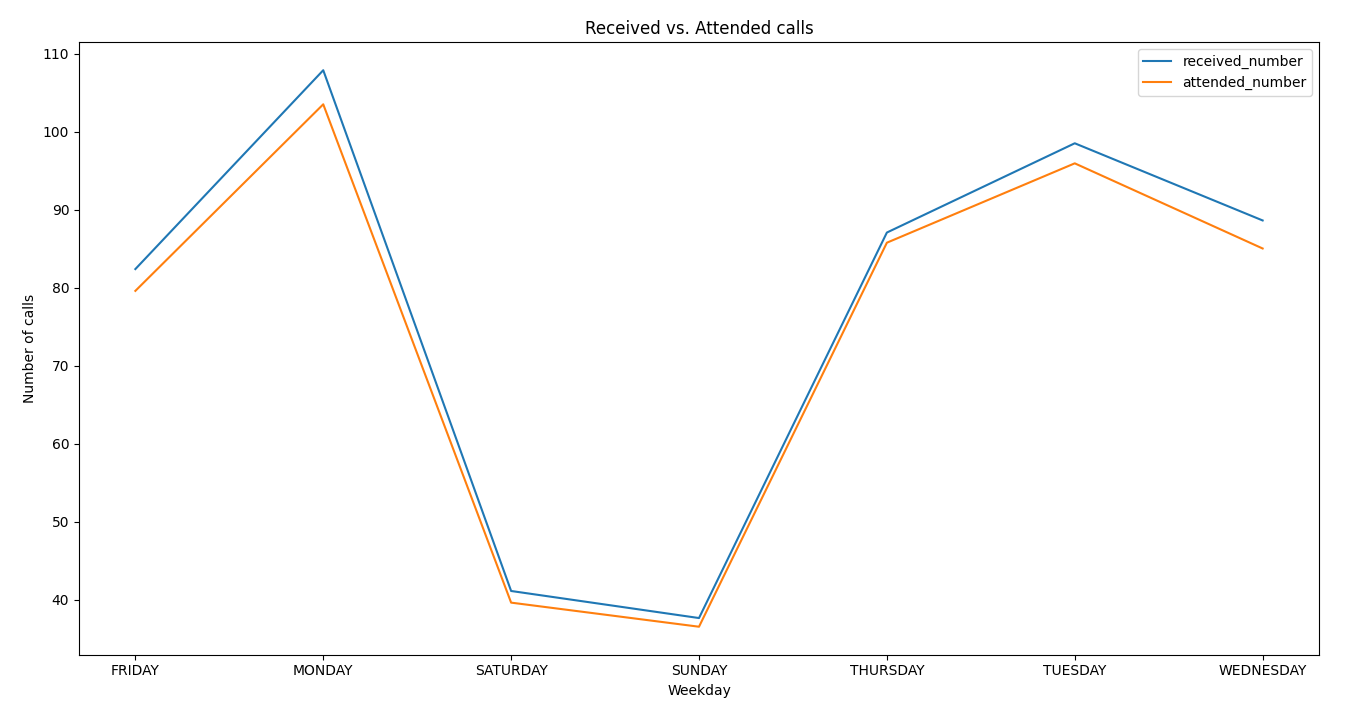 Received vs. Attended calls
received_number
attended_number
Number of calls
110
100
90
80
70
60
50
40
FRIDAY MONDAY SATURDAY SUNDAY THURSDAY TUESDAY WEDNESDAY
Weekday